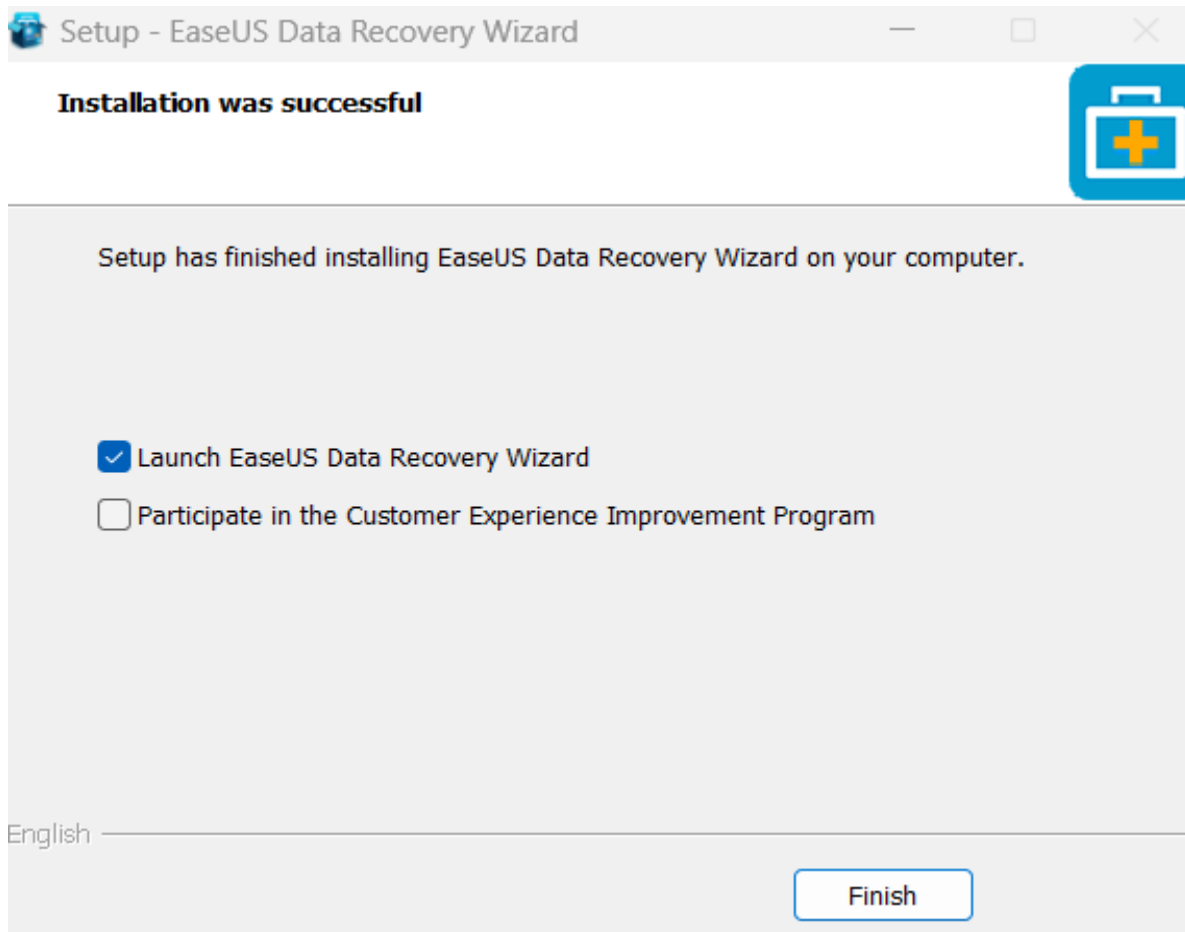 Setup - EaseUS Data Recovery Wizard
Installation was successful
Setup has finished installing EaseUS Data Recovery Wizard on your computer.
Launch EaseUS Data Recovery Wizard
Participate in the Customer Experience Improvement Program
English
Finish